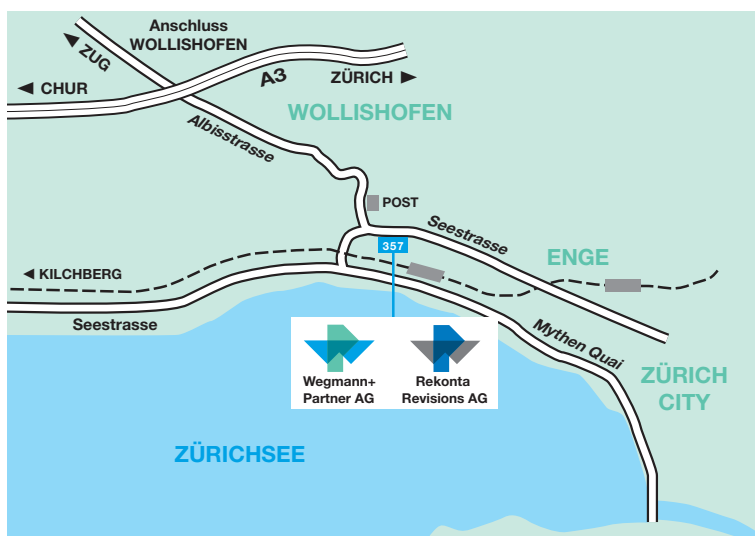 Anschluss
WOLLISHOFEN
ZUG
A3
ZÜRICH
CHUR
WOLLISHOFEN
Albisstrasse
POST
Seestrasse
357
ENGE
KILCHBERG
Seestrasse
Mythen Quai
Wegmann+
Partner AG
Rekonta
Revisions AG
ZÜRICH
CITY
ZÜRICHSEE